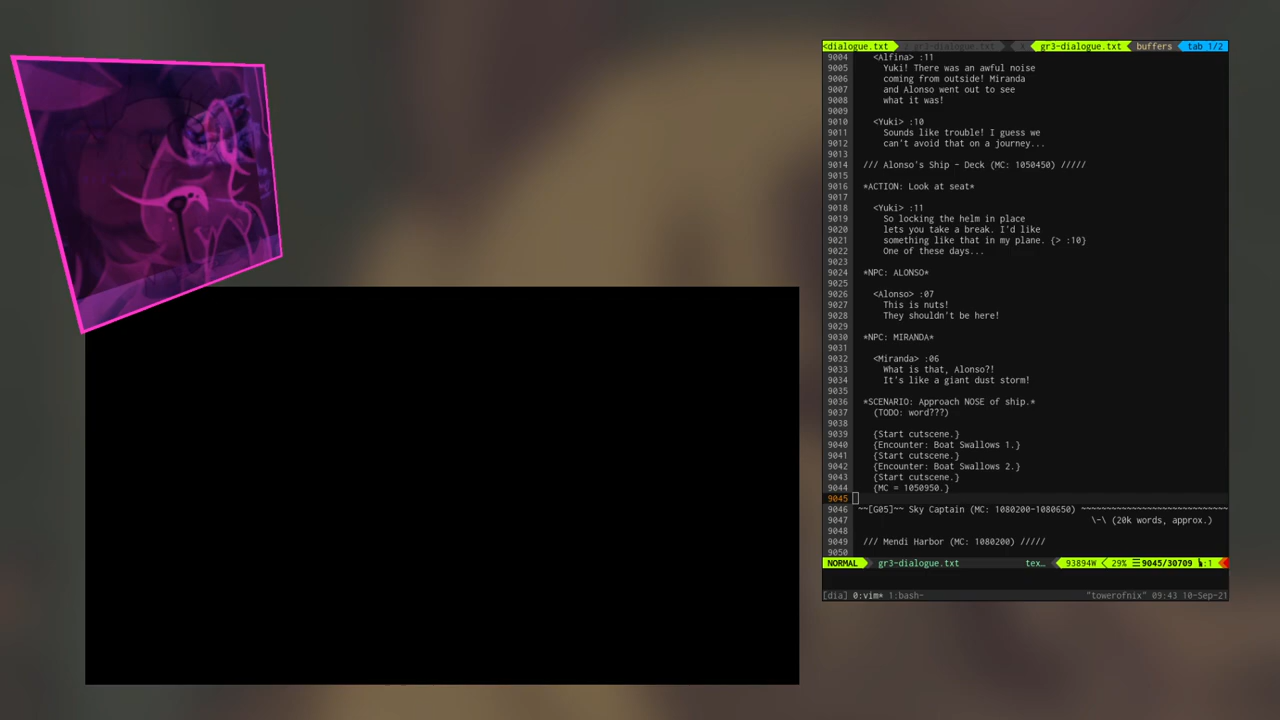 <dialogue.txt gr3-dialogue.txt gr3-dialogue.txt buffers tab 1/2
9004 <Alfina> :11
9005 Yuki! There was an awful noise
9006 coming from outside! Miranda
9007 and Alonso went out to see
9008 what it was!
9009
9010 <Yuki> :10
9011 Sounds like trouble! I guess we
9012 can't avoid that on a journey...
9013
9014 /// Alonso's Ship - Deck (MC: 1050450) /////
9015
9016 *ACTION: Look at seat*
9017
9018 <Yuki> :11
9019 So locking the helm in place
9020 lets you take a break. I'd like
9021 something like that in my plane. {> :10}
9022 One of these days...
9023
9024 *NPC: ALONSO*
9025
9026 <Alonso> :07
9027 This is nuts!
9028 They shouldn't be here!
9029
9030 *NPC: MIRANDA*
9031
9032 <Miranda> :06
9033 What is that, Alonso?!
9034 It's like a giant dust storm!
9035
9036 *SCENARIO: Approach NOSE of ship.*
9037 (TODO: word???)
9038
9039 {Start cutscene.}
9040 {Encounter: Boat Swallows 1.}
9041 {Start cutscene.}
9042 {Encounter: Boat Swallows 2.}
9043 {Start cutscene.}
9044 {MC = 1050950.}
9045
9046 ~~[G05]~~ Sky Captain (MC: 1080200-1080650) ~~~~~~~~~~~~~~~~~~~~~~~~~~~~~
9047 \-\ (20k words, approx.)
9048
9049 /// Mendi Harbor (MC: 1080200) /////
9050
NORMAL gr3-dialogue.txt tex… 93894W 29% ☰9045/30709 :1
[dia] 0:vim* 1:bash- "towerofnix" 09:43 10-Sep-21